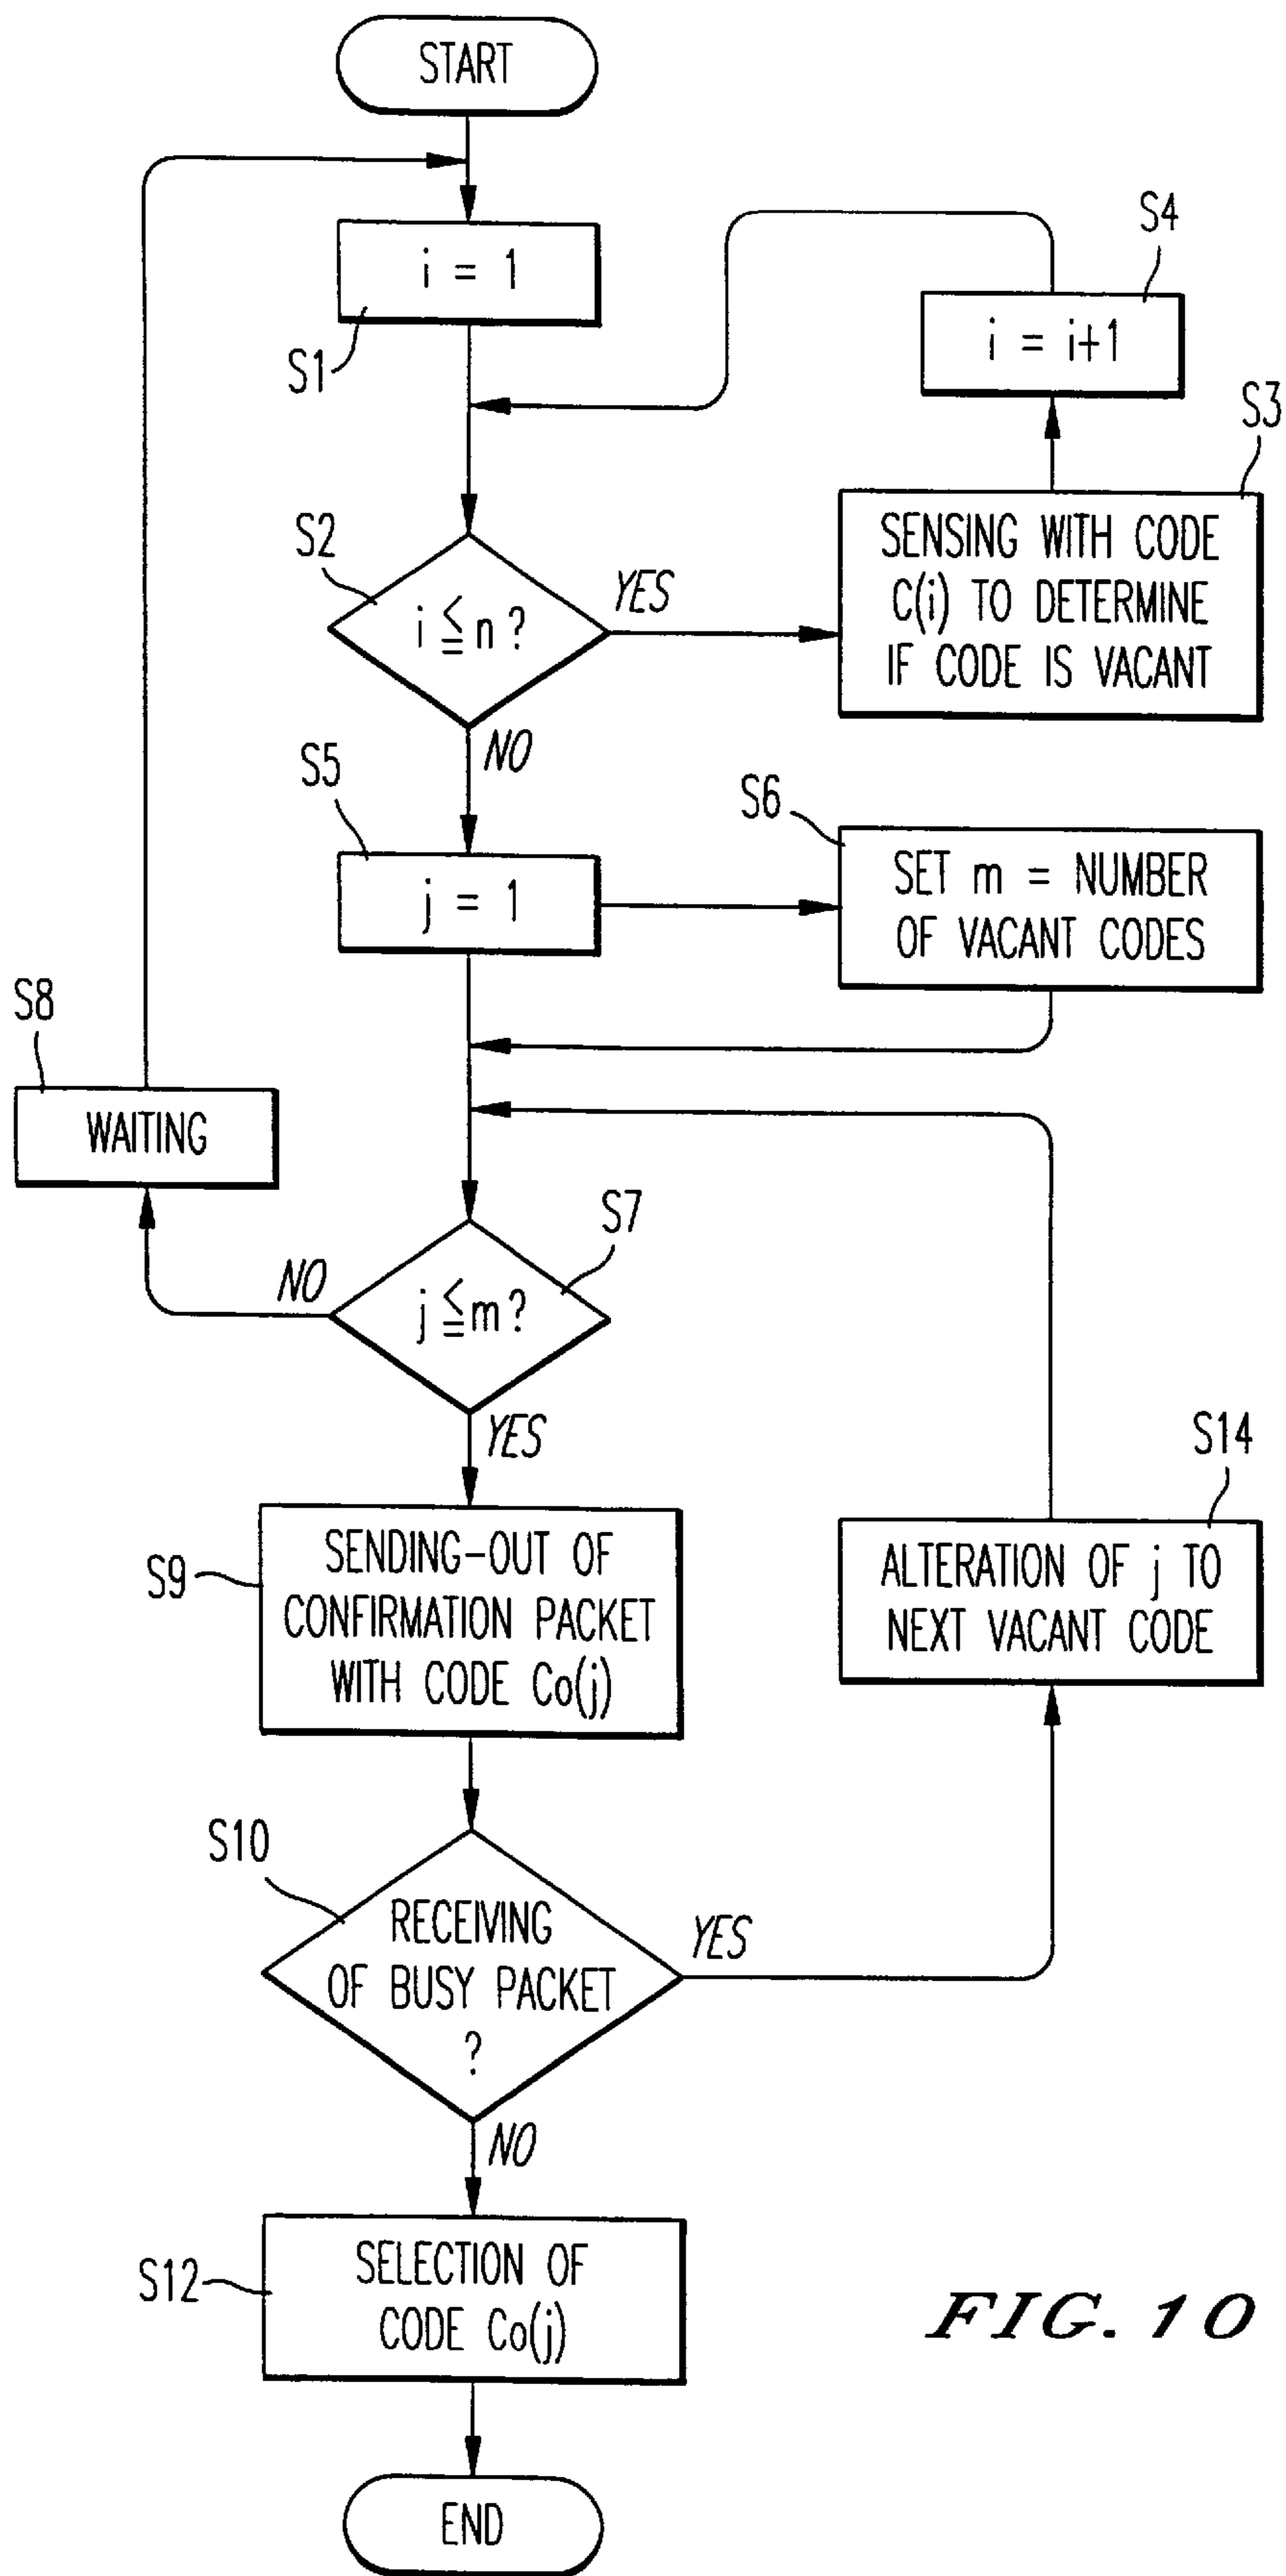 START
i = 1
S1
S4
i = i+1
S3
SENSING WITH CODE
C(i) TO DETERMINE
IF CODE IS VACANT
S2
i ≦ n ?
YES
NO
S5
j = 1
S6
SET m = NUMBER
OF VACANT CODES
S8
WAITING
S7
j ≦ m ?
NO
YES
S9
SENDING-OUT OF
CONFIRMATION PACKET
WITH CODE Co(j)
S14
ALTERATION OF j TO
NEXT VACANT CODE
S10
RECEIVING
OF BUSY PACKET
?
YES
NO
S12
SELECTION OF
CODE Co(j)
END
FIG. 10